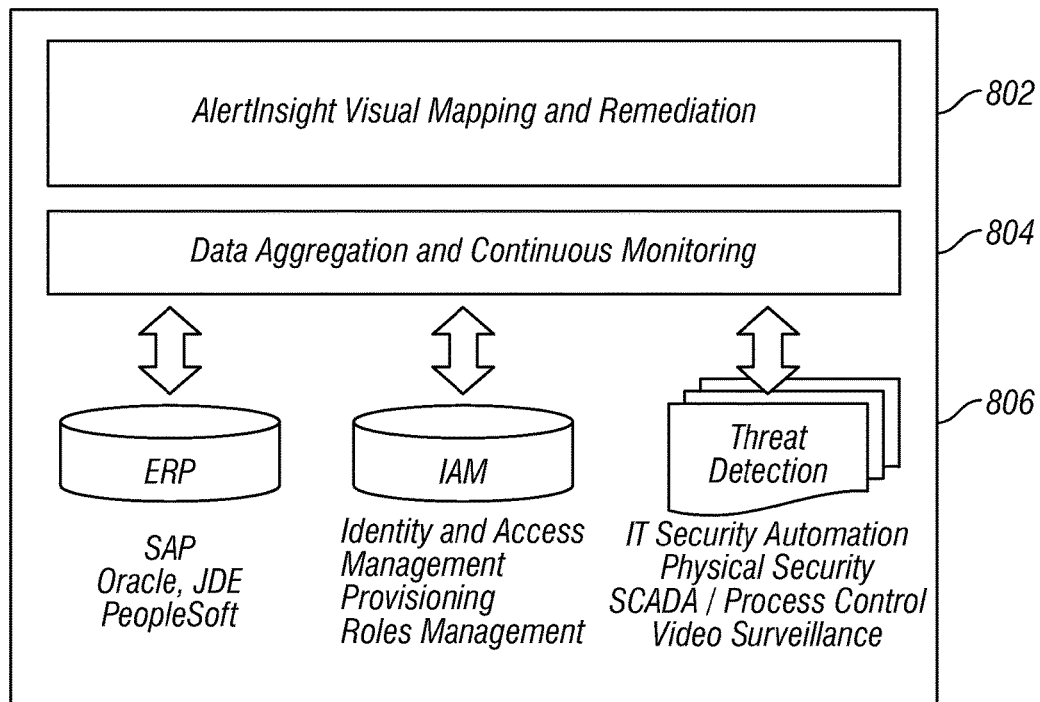 AlertInsight Visual Mapping and Remediation
802
Data Aggregation and Continuous Monitoring
804
806
ERP
IAM
Threat
Detection
SAP
Oracle, JDE
PeopleSoft
Identity and Access
Management
Provisioning
Roles Management
IT Security Automation
Physical Security
SCADA / Process Control
Video Surveillance